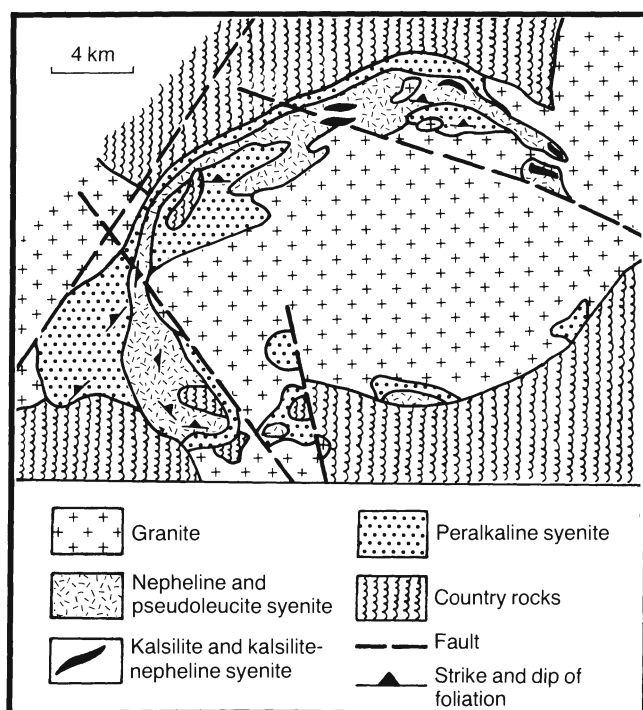 4 km
Granite
Peralkaline syenite
Nepheline and
pseudoleucite syenite
Country rocks
Kalsilite and kalsilite-
nepheline syenite
Fault
Strike and dip of
foliation